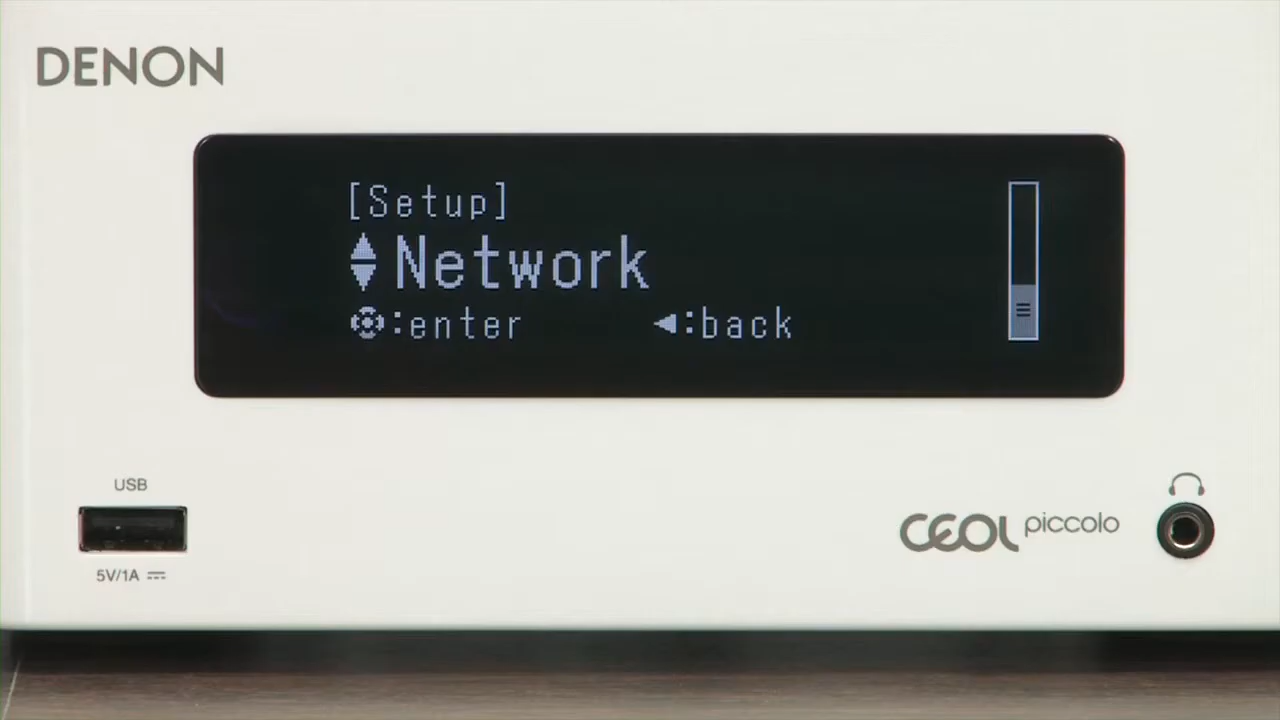 DENON
[Setup]
Network
:enter ◀:back
USB
5V/1A
CEOL piccolo